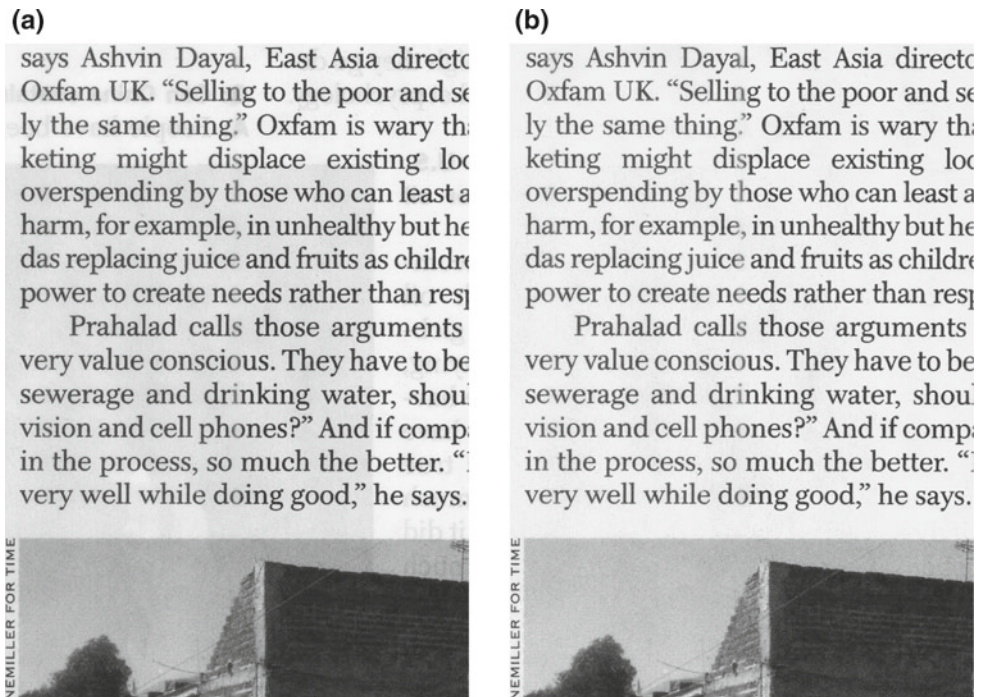 (a)
says Ashvin Dayal, East Asia directo
Oxfam UK. “Selling to the poor and se
ly the same thing.” Oxfam is wary tha
keting might displace existing loc
overspending by those who can least a
harm, for example, in unhealthy but he
das replacing juice and fruits as childre
power to create needs rather than resp
Prahalad calls those arguments
very value conscious. They have to be
sewerage and drinking water, shoul
vision and cell phones?” And if comp
in the process, so much the better. “
very well while doing good,” he says.
NEMILLER FOR TIME
(b)
says Ashvin Dayal, East Asia directo
Oxfam UK. “Selling to the poor and se
ly the same thing.” Oxfam is wary tha
keting might displace existing loc
overspending by those who can least a
harm, for example, in unhealthy but he
das replacing juice and fruits as childre
power to create needs rather than resp
Prahalad calls those arguments
very value conscious. They have to be
sewerage and drinking water, shoul
vision and cell phones?” And if comp
in the process, so much the better. “
very well while doing good,” he says.
NEMILLER FOR TIME